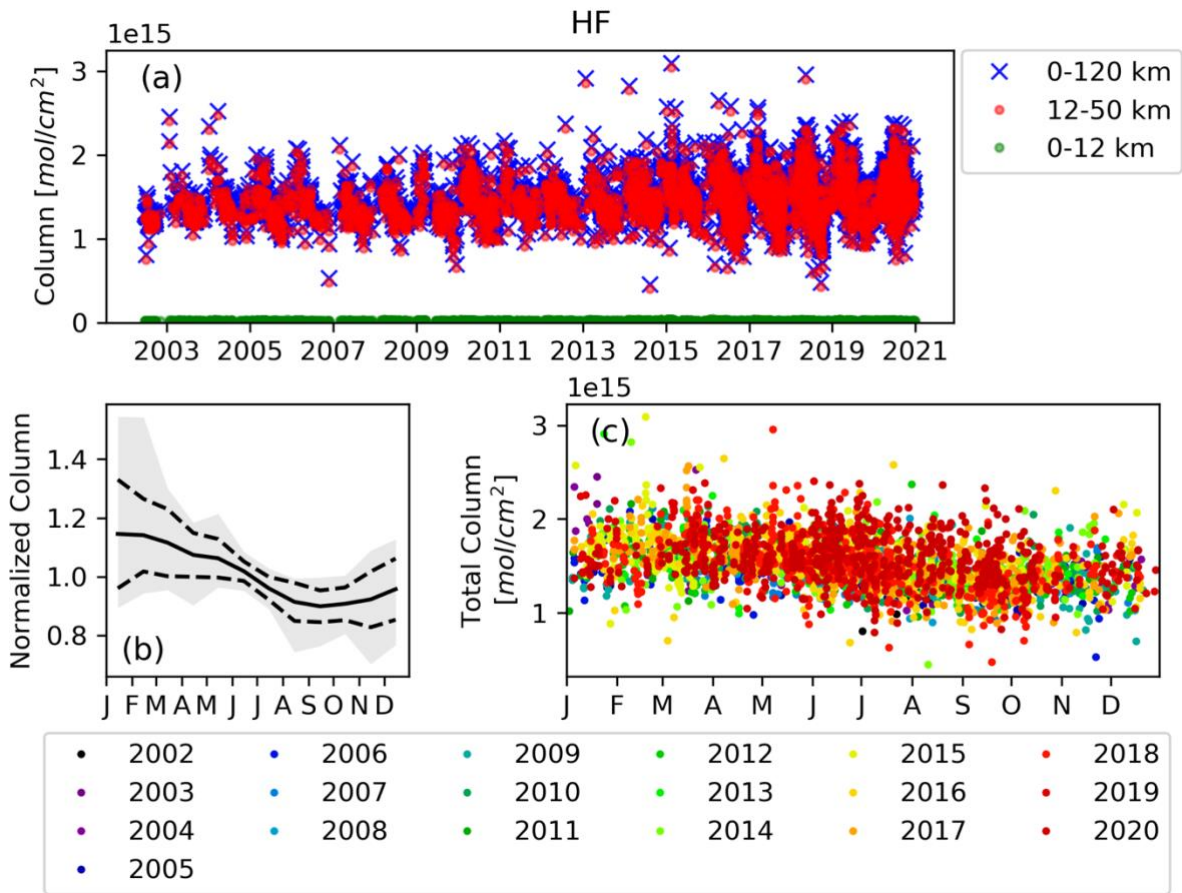 HF
1e15
(a)
Column [mol/cm²]
3
2
1
0
2003 2005 2007 2009 2011 2013 2015 2017 2019 2021
0-120 km
12-50 km
0-12 km
Normalized Column
1.4
1.2
1.0
0.8
(b)
J F M A M J J A S O N D
1e15
(c)
Total Column
[mol/cm²]
3
2
1
J F M A M J J A S O N D
2002 2006 2009 2012 2015 2018
2003 2007 2010 2013 2016 2019
2004 2008 2011 2014 2017 2020
2005